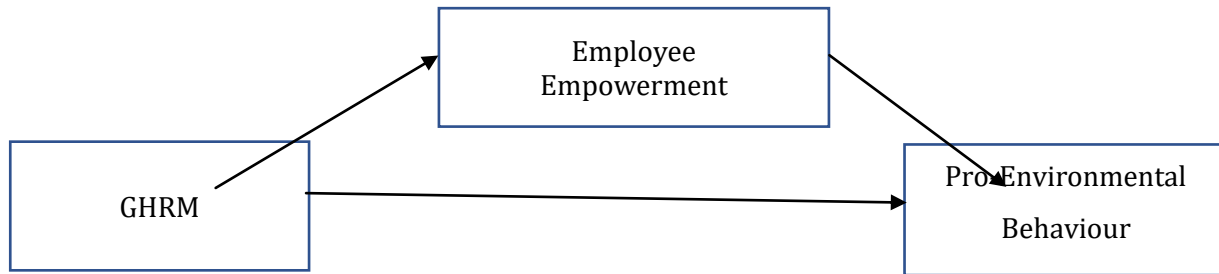 Employee
Empowerment
GHRM
Pro-Environmental
Behaviour